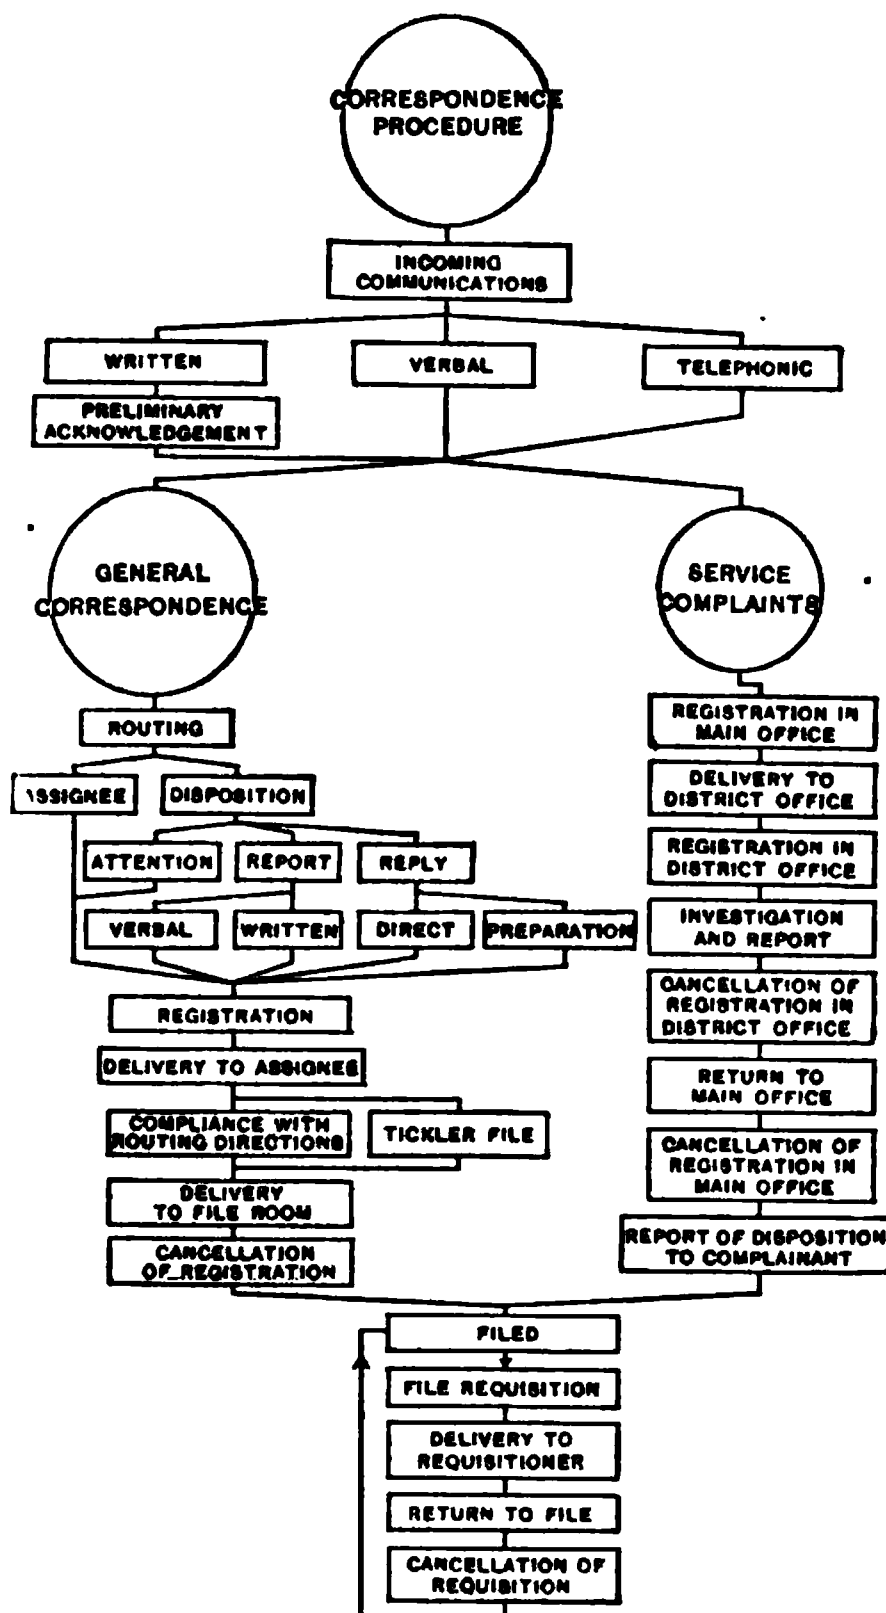 CORRESPONDENCE
PROCEDURE
INCOMING
COMMUNICATIONS
WRITTEN
VERBAL
TELEPHONIC
PRELIMINARY
ACKNOWLEDGEMENT
GENERAL
CORRESPONDENCE
SERVICE
COMPLAINTS
ROUTING
ASSIGNEE
DISPOSITION
ATTENTION
REPORT
REPLY
VERBAL
WRITTEN
DIRECT
PREPARATION
REGISTRATION
DELIVERY TO ASSIGNEE
COMPLIANCE WITH
ROUTING DIRECTIONS
TICKLER FILE
DELIVERY
TO FILE ROOM
CANCELLATION
OF REGISTRATION
REGISTRATION IN
MAIN OFFICE
DELIVERY TO
DISTRICT OFFICE
REGISTRATION IN
DISTRICT OFFICE
INVESTIGATION
AND REPORT
CANCELLATION OF
REGISTRATION IN
DISTRICT OFFICE
RETURN TO
MAIN OFFICE
CANCELLATION OF
REGISTRATION IN
MAIN OFFICE
REPORT OF DISPOSITION
TO COMPLAINANT
FILED
FILE REQUISITION
DELIVERY TO
REQUISITIONER
RETURN TO FILE
CANCELLATION OF
REQUISITION